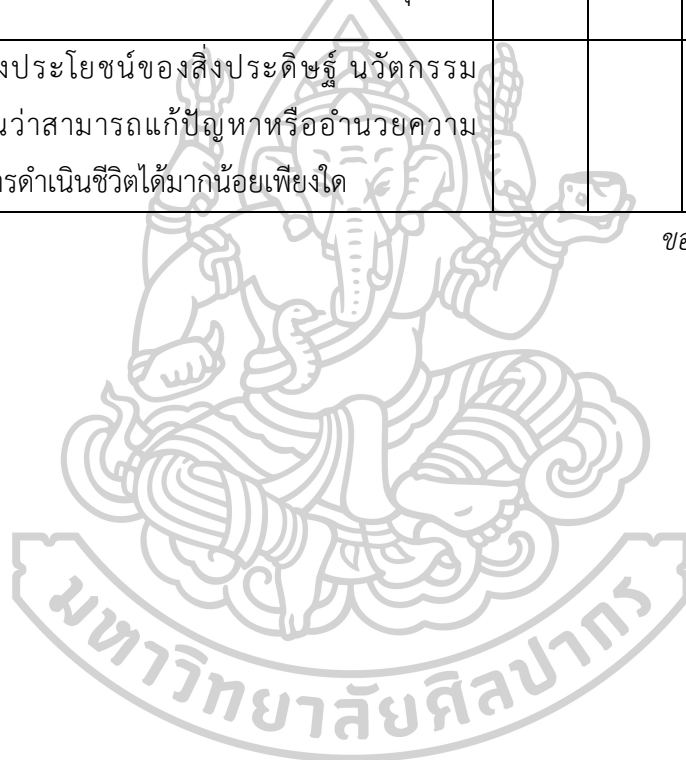 งประโยชน์ของสิ่งประดิษฐ์ นวัตกรรม
นว่าสามารถแก้ปัญหาหรืออำนวยความ
ารดำเนินชีวิตได้มากน้อยเพียงใด
ขอ
มหาวิทยาลัยศิลปากร